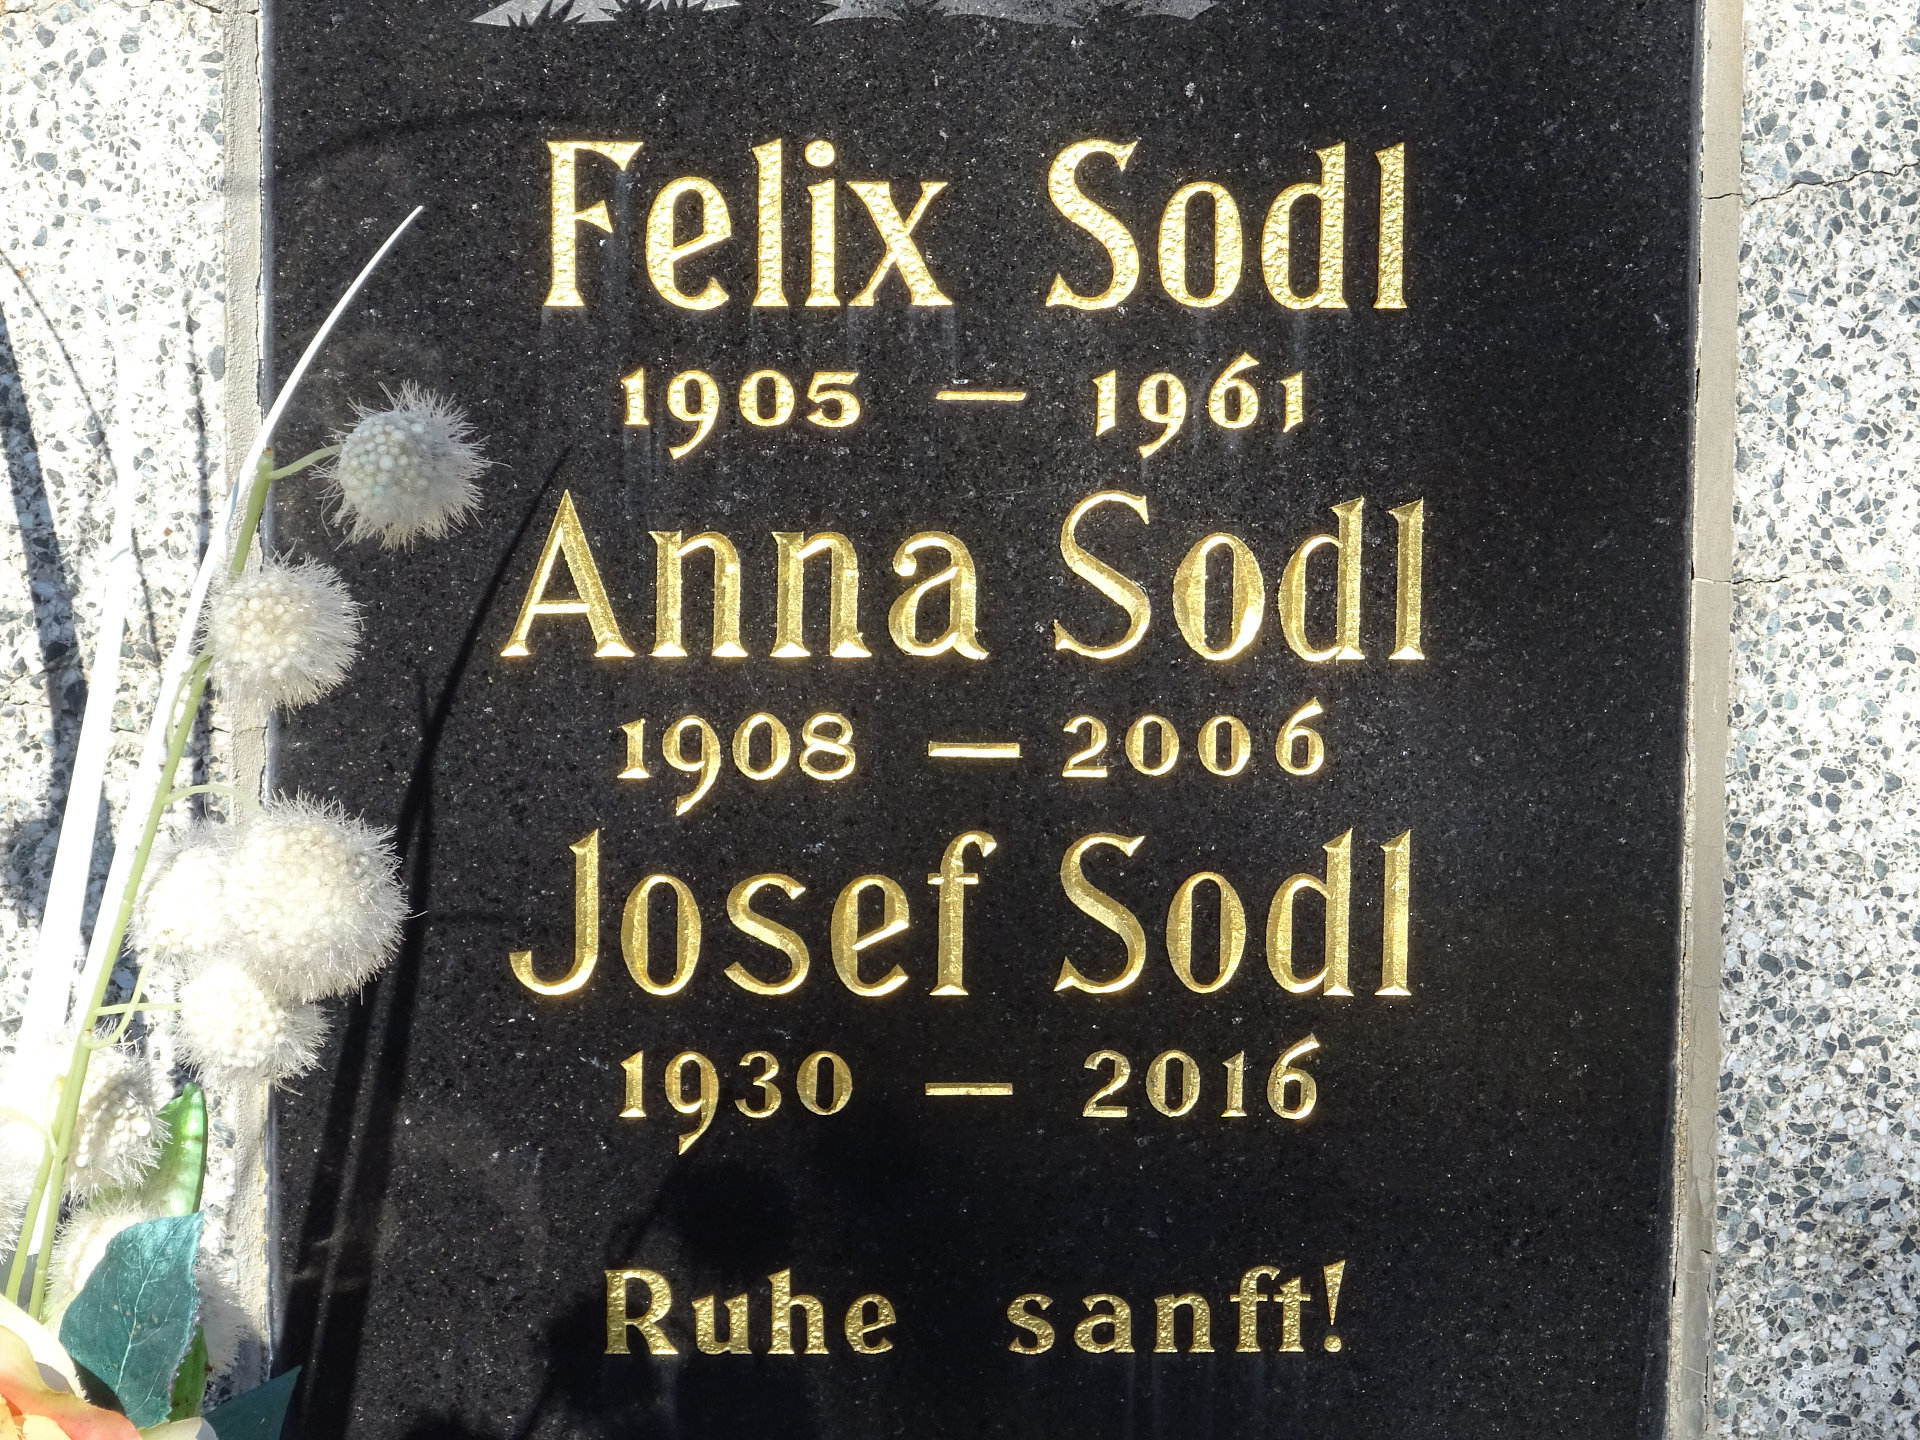 Felix Sodl
1905 — 1961
Anna Sodl
1908 — 2006
Josef Sodl
1930 — 2016
Ruhe sanft!